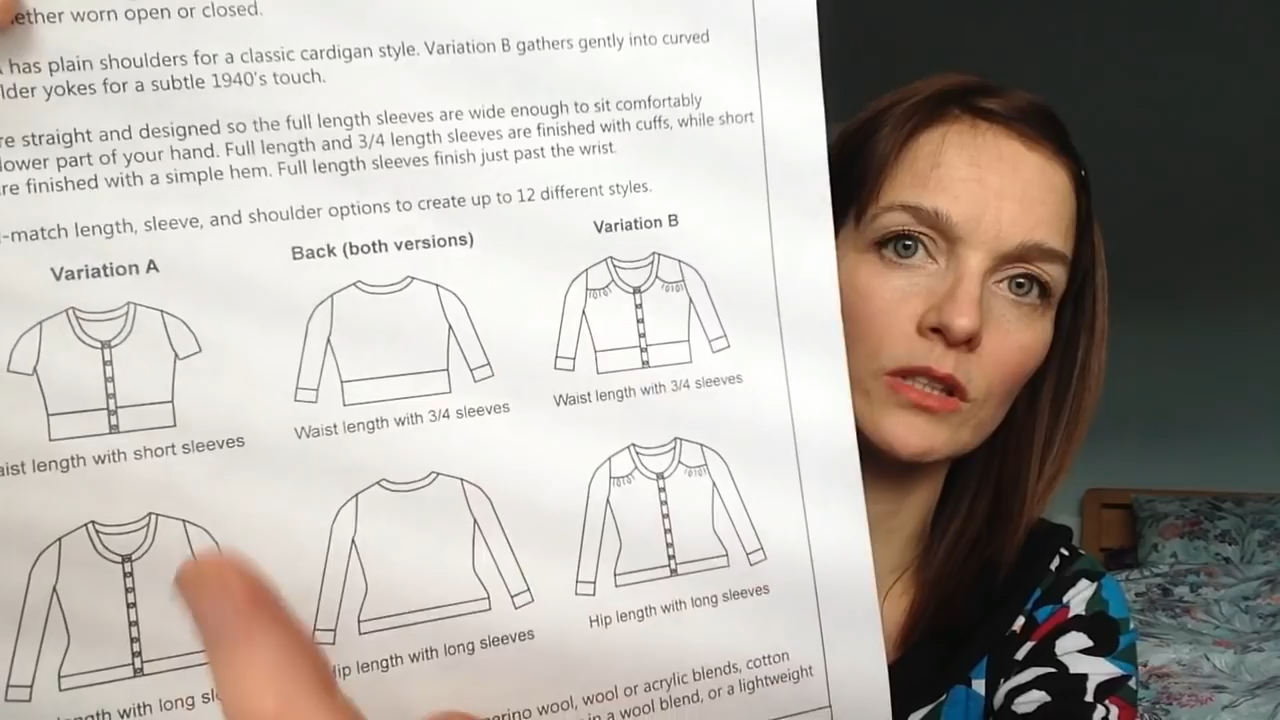 ether worn open or closed.
has plain shoulders for a classic cardigan style. Variation B gathers gently into curved
lder yokes for a subtle 1940's touch.
re straight and designed so the full length sleeves are wide enough to sit comfortably
lower part of your hand. Full length and 3/4 length sleeves are finished with cuffs, while short
re finished with a simple hem. Full length sleeves finish just past the wrist.
-match length, sleeve, and shoulder options to create up to 12 different styles.
Variation A
Back (both versions)
Variation B
aist length with short sleeves
Waist length with 3/4 sleeves
Waist length with 3/4 sleeves
ength with long sl
ip length with long sleeves
Hip length with long sleeves
erino wool, wool or acrylic blends, cotton
in a wool blend, or a lightweight